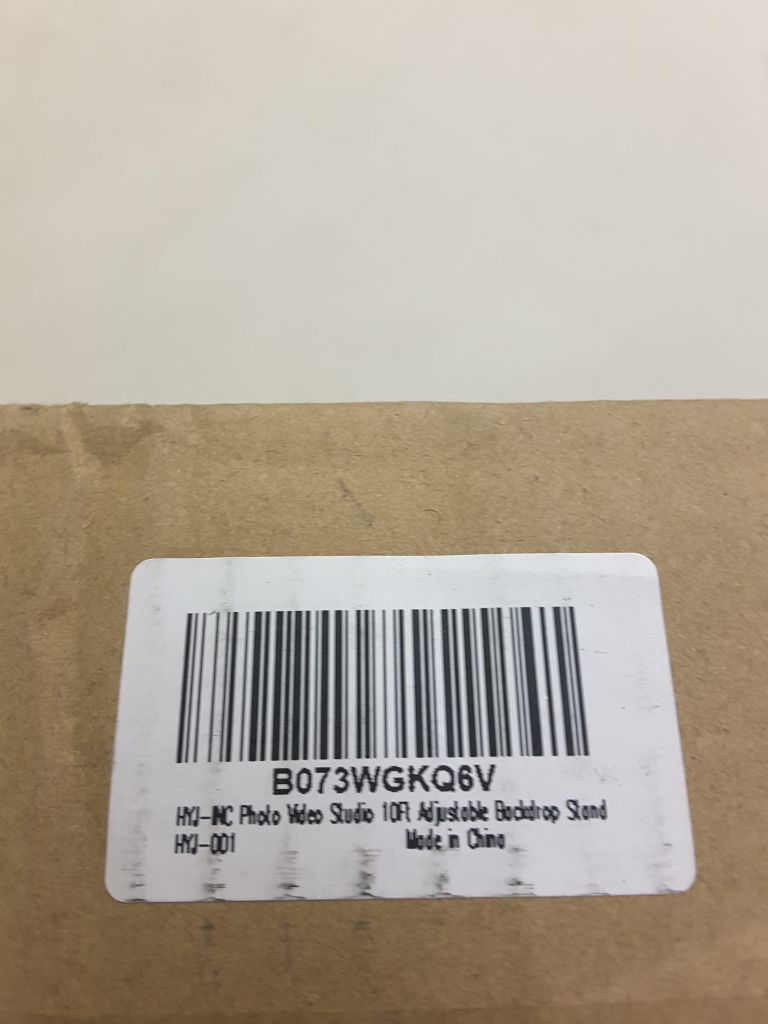 B073WGKQ6V
HYJ-INC Photo Video Studio 10Ft Adjustable Backdrop Stand
HYJ-001 Made in China